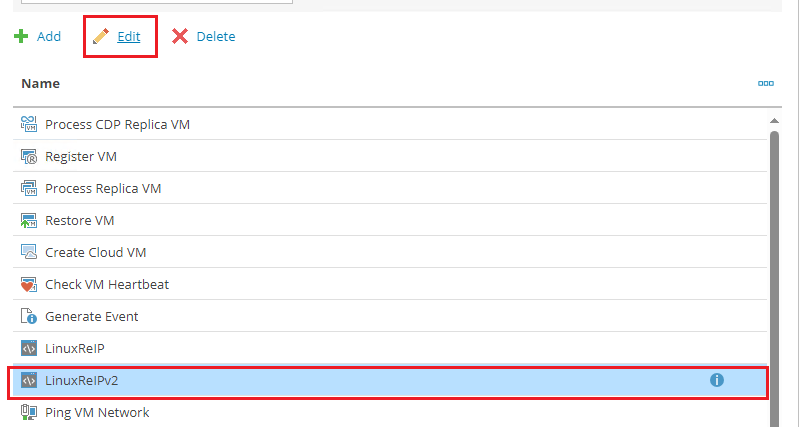 Add Edit Delete
Name
Process CDP Replica VM
Register VM
Process Replica VM
Restore VM
Create Cloud VM
Check VM Heartbeat
Generate Event
LinuxReIP
LinuxReIPv2
Ping VM Network